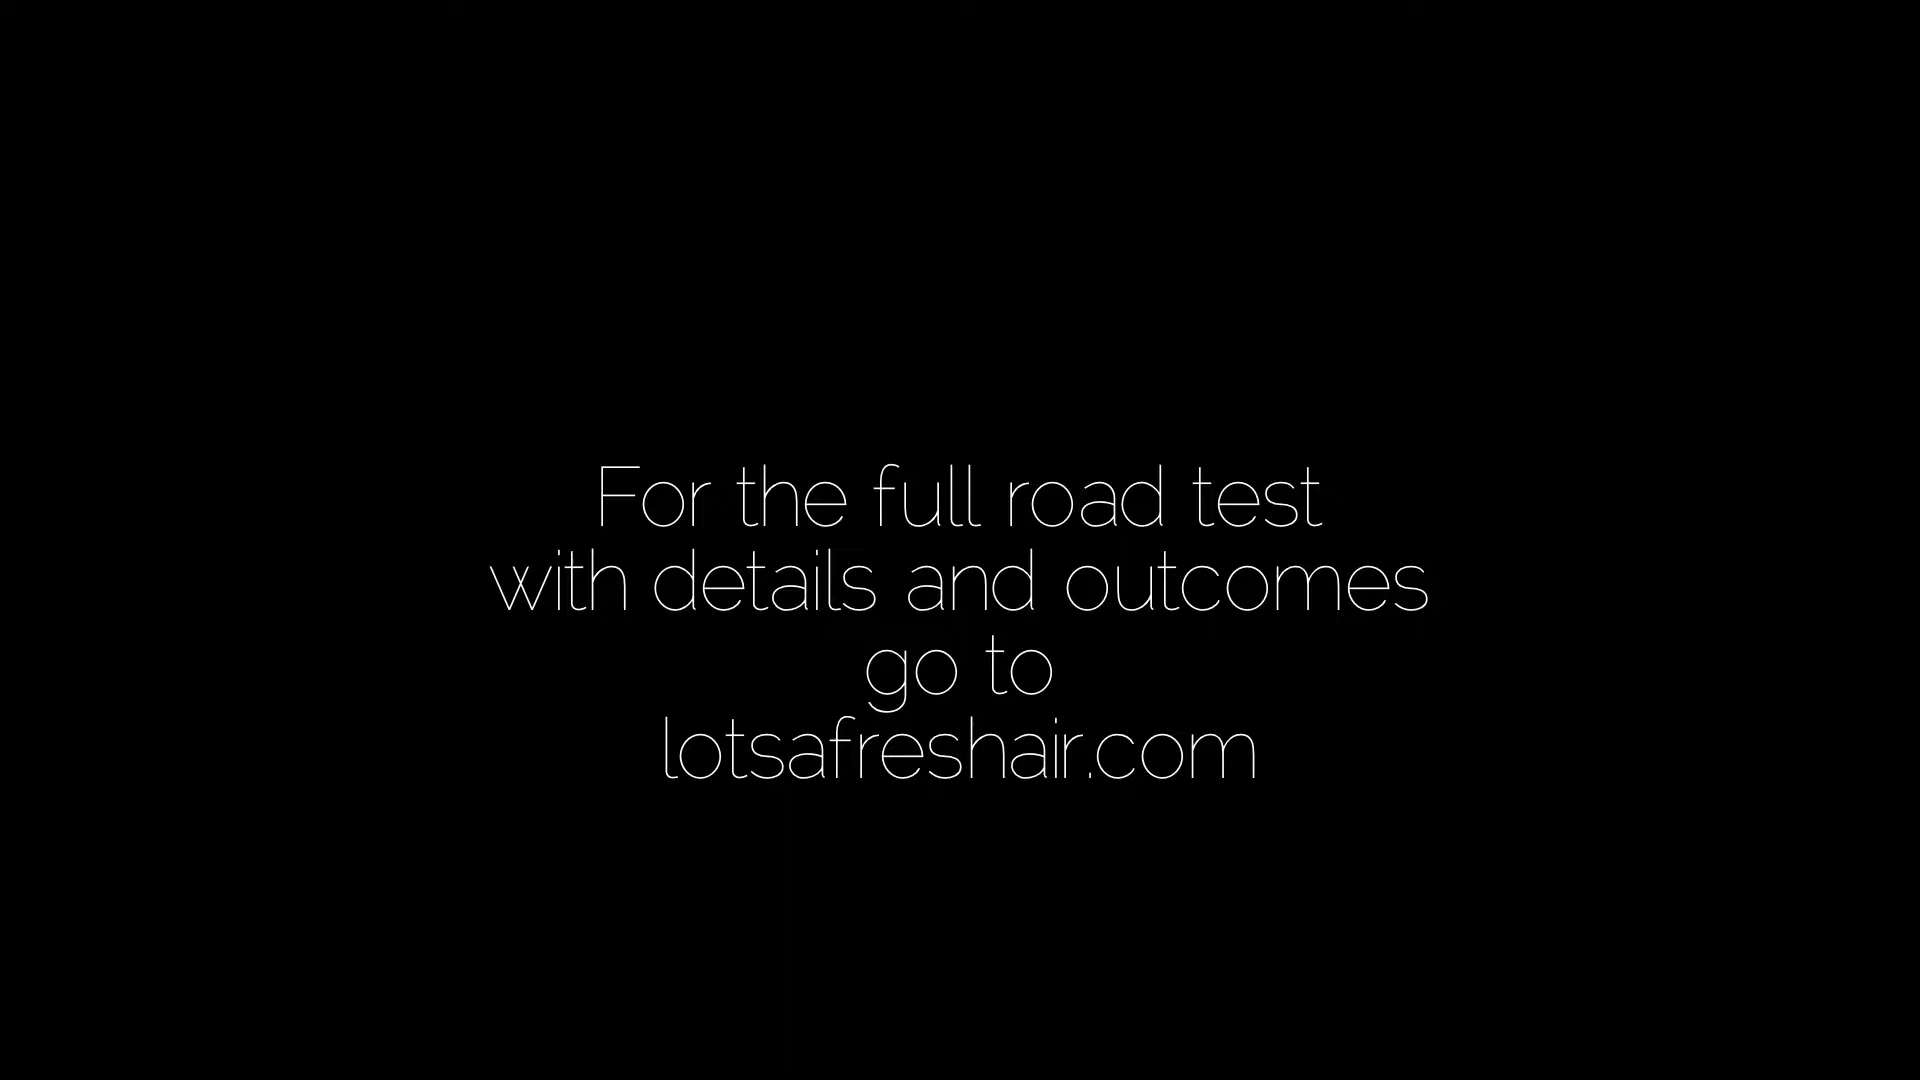 For the full road test
with details and outcomes
go to
lotsafreshair.com